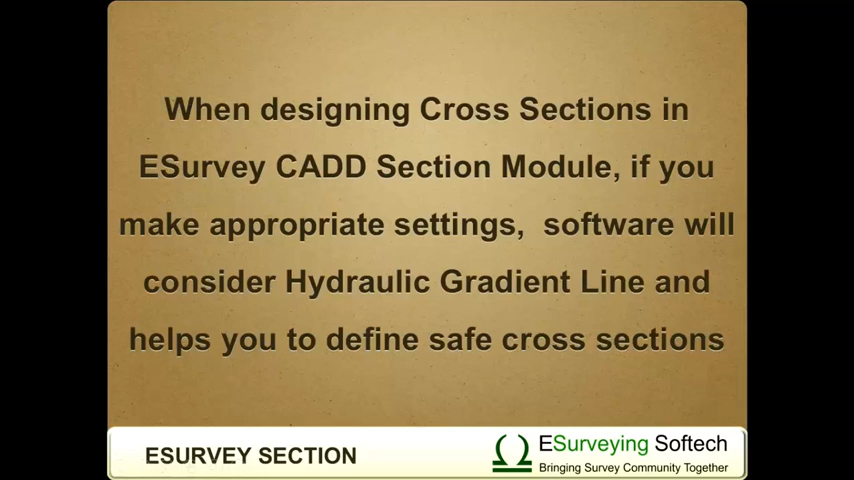 When designing Cross Sections in
ESurvey CADD Section Module, if you
make appropriate settings, software will
consider Hydraulic Gradient Line and
helps you to define safe cross sections
ESURVEY SECTION
ESurveying Softech
Bringing Survey Community Together